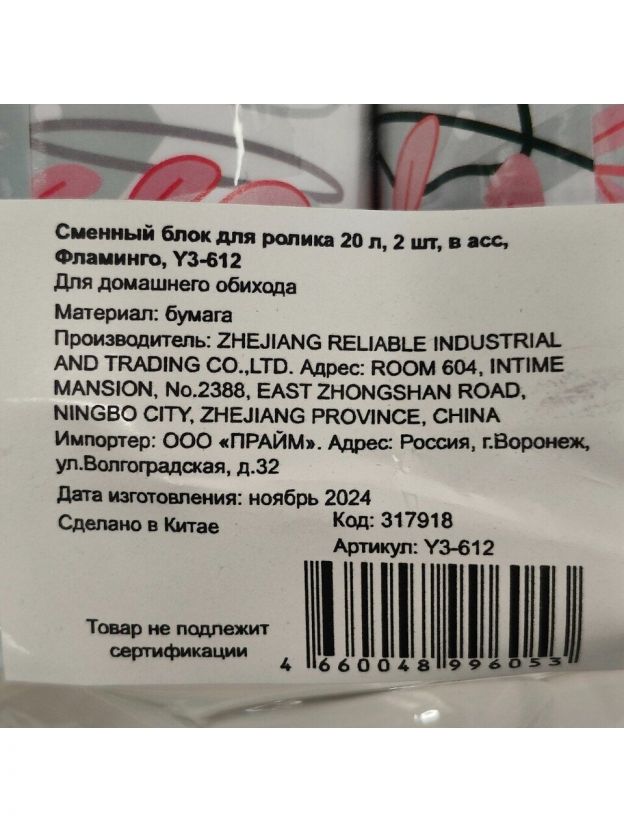 Сменный блок для ролика 20 л, 2 шт, в асс,
Фламинго, Y3-612
Для домашнего обихода
Материал: бумага
Производитель: ZHEJIANG RELIABLE INDUSTRIAL
AND TRADING CO.,LTD. Адрес: ROOM 604, INTIME
MANSION, No.2388, EAST ZHONGSHAN ROAD,
NINGBO CITY, ZHEJIANG PROVINCE, CHINA
Импортер: ООО «ПРАЙМ». Адрес: Россия, г.Воронеж,
ул.Волгоградская, д.32
Дата изготовления: ноябрь 2024
Сделано в Китае
Код: 317918
Артикул: Y3-612
Товар не подлежит
сертификации
4 660048 996053